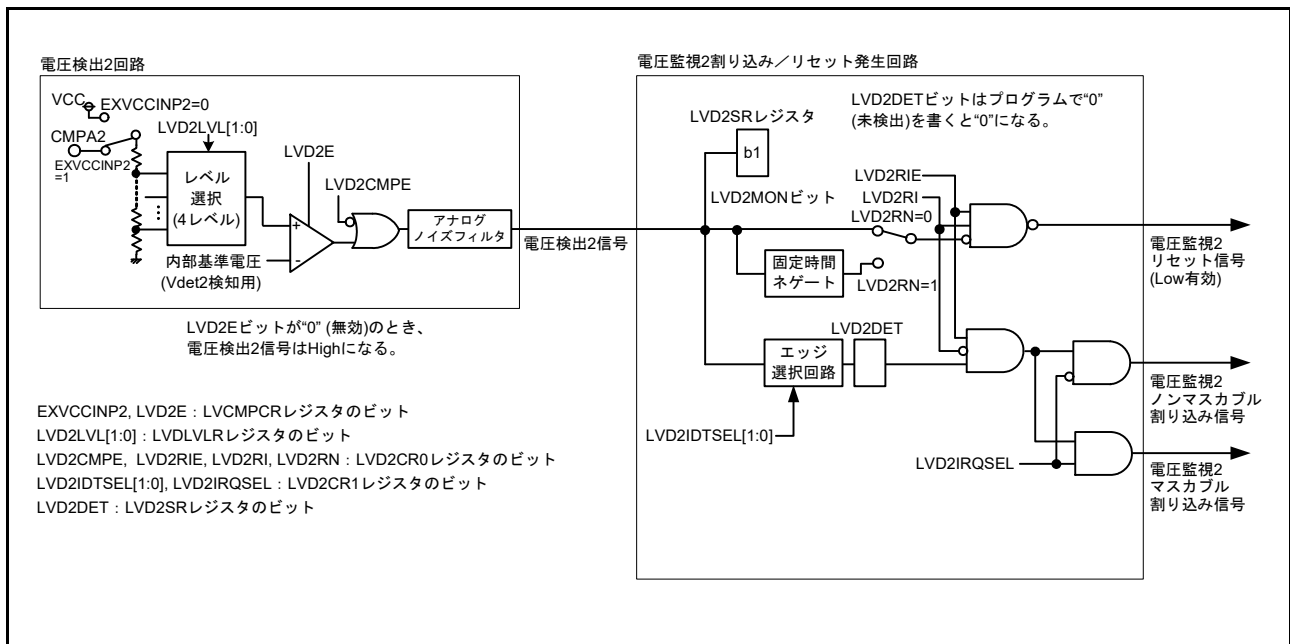 電圧検出2回路
VCC
EXVCCINP2=0
CMPA2
LVD2LVL[1:0]
EXVCCINP2
=1
レベル
選択
(4レベル)
LVD2E
LVD2CMPE
+
-
アナログ
ノイズフィルタ
内部基準電圧
(Vdet2検知用)
電圧検出2信号
LVD2Eビットが“0” (無効)のとき、
電圧検出2信号はHighになる。
電圧監視2割り込み/リセット発生回路
LVD2DETビットはプログラムで“0”
(未検出)を書くと“0”になる。
LVD2SRレジスタ
b1
LVD2MONビット
LVD2RIE
LVD2RI
LVD2RN=0
固定時間
ネゲート
LVD2RN=1
電圧監視2
リセット信号
(Low有効)
エッジ
選択回路
LVD2DET
LVD2IDTSEL[1:0]
電圧監視2
ノンマスカブル
割り込み信号
LVD2IRQSEL
電圧監視2
マスカブル
割り込み信号
EXVCCINP2, LVD2E : LVCMPCRレジスタのビット
LVD2LVL[1:0] : LVDLVLRレジスタのビット
LVD2CMPE, LVD2RIE, LVD2RI, LVD2RN : LVD2CR0レジスタのビット
LVD2IDTSEL[1:0], LVD2IRQSEL : LVD2CR1レジスタのビット
LVD2DET : LVD2SRレジスタのビット